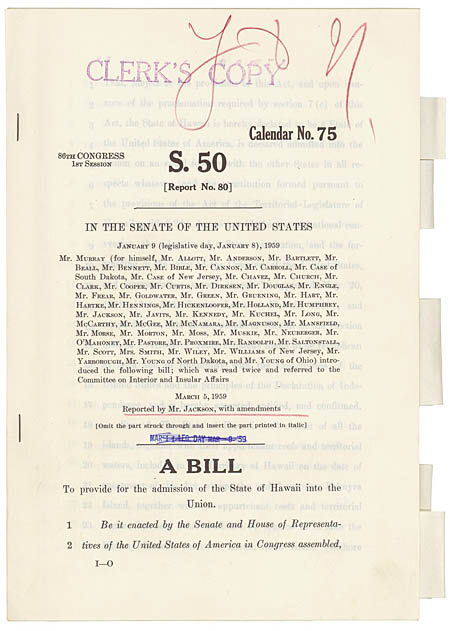 CLERK'S COPY
Calendar No. 75
86TH CONGRESS
1ST SESSION
S. 50
[Report No. 80]
IN THE SENATE OF THE UNITED STATES
JANUARY 9 (legislative day, JANUARY 8), 1959
Mr. MURRAY (for himself, Mr. ALLOTT, Mr. ANDERSON, Mr. BARTLETT, Mr.
BEALL, Mr. BENNETT, Mr. BIBLE, Mr. CANNON, Mr. CARROLL, Mr. CASE of
South Dakota, Mr. CASE of New Jersey, Mr. CHAVEZ, Mr. CHURCH, Mr.
CLARK, Mr. COOPER, Mr. CURTIS, Mr. DIRKSEN, Mr. DOUGLAS, Mr. ENGLE,
Mr. FREAR, Mr. GOLDWATER, Mr. GREEN, Mr. GRUENING, Mr. HART, Mr.
HARTKE, Mr. HENNINGS, Mr. HICKENLOOPER, Mr. HOLLAND, Mr. HUMPHREY,
Mr. JACKSON, Mr. JAVITS, Mr. KENNEDY, Mr. KUCHEL, Mr. LONG, Mr.
MCCARTHY, Mr. MCGEE, Mr. MCNAMARA, Mr. MAGNUSON, Mr. MANSFIELD,
Mr. MORSE, Mr. MORTON, Mr. MOSS, Mr. MUSKIE, Mr. NEUBERGER, Mr.
O'MAHONEY, Mr. PASTORE, Mr. PROXMIRE, Mr. RANDOLPH, Mr. SALTONSTALL,
Mr. SCOTT, Mrs. SMITH, Mr. WILEY, Mr. WILLIAMS of New Jersey, Mr.
YARBOROUGH, Mr. YOUNG of North Dakota, and Mr. YOUNG of Ohio) intro-
duced the following bill; which was read twice and referred to the
Committee on Interior and Insular Affairs
MARCH 5, 1959
Reported by Mr. JACKSON, with amendments
[Omit the part struck through and insert the part printed in italic]
A BILL
To provide for the admission of the State of Hawaii into the
Union.
1 Be it enacted by the Senate and House of Representa-
2 tives of the United States of America in Congress assembled,
I—O